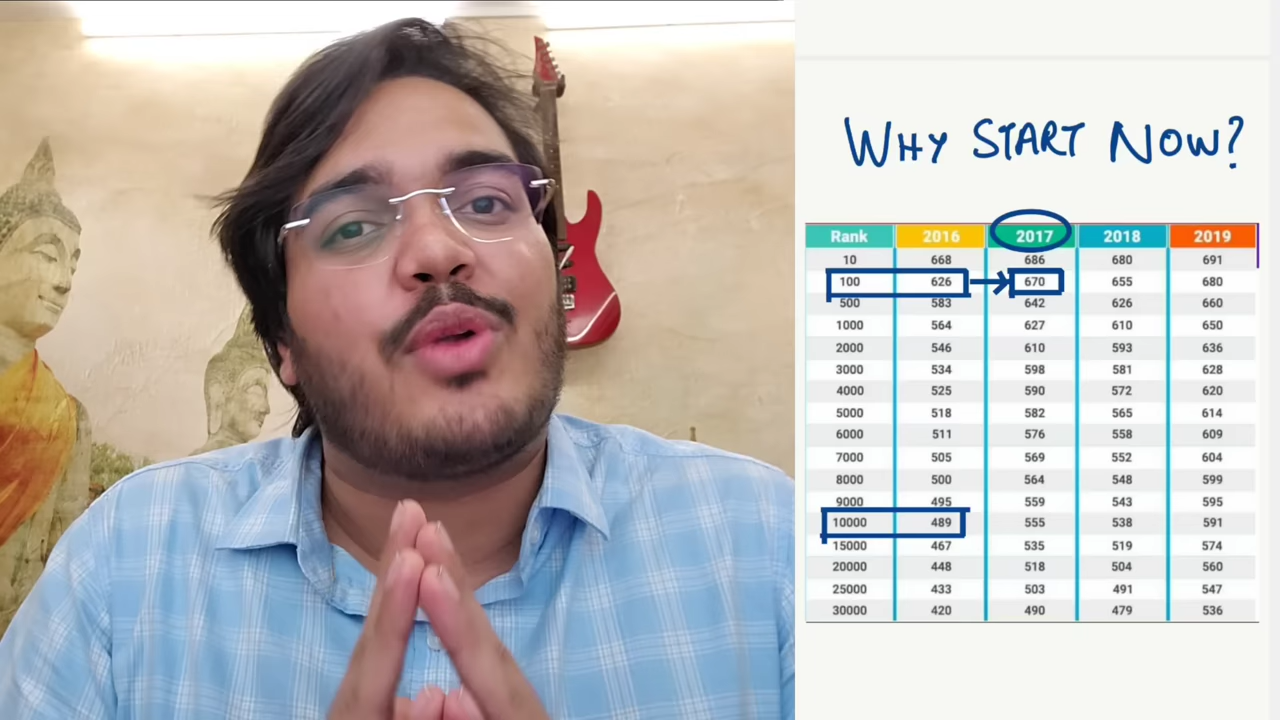 WHY START NOW?
Rank 2016 2017 2018 2019
10 668 686 680 691
100 626 670 655 680
500 583 642 626 660
1000 564 627 610 650
2000 546 610 593 636
3000 534 598 581 628
4000 525 590 572 620
5000 518 582 565 614
6000 511 576 558 609
7000 505 569 552 604
8000 500 564 548 599
9000 495 559 543 595
10000 489 555 538 591
15000 467 535 519 574
20000 448 518 504 560
25000 433 503 491 547
30000 420 490 479 536